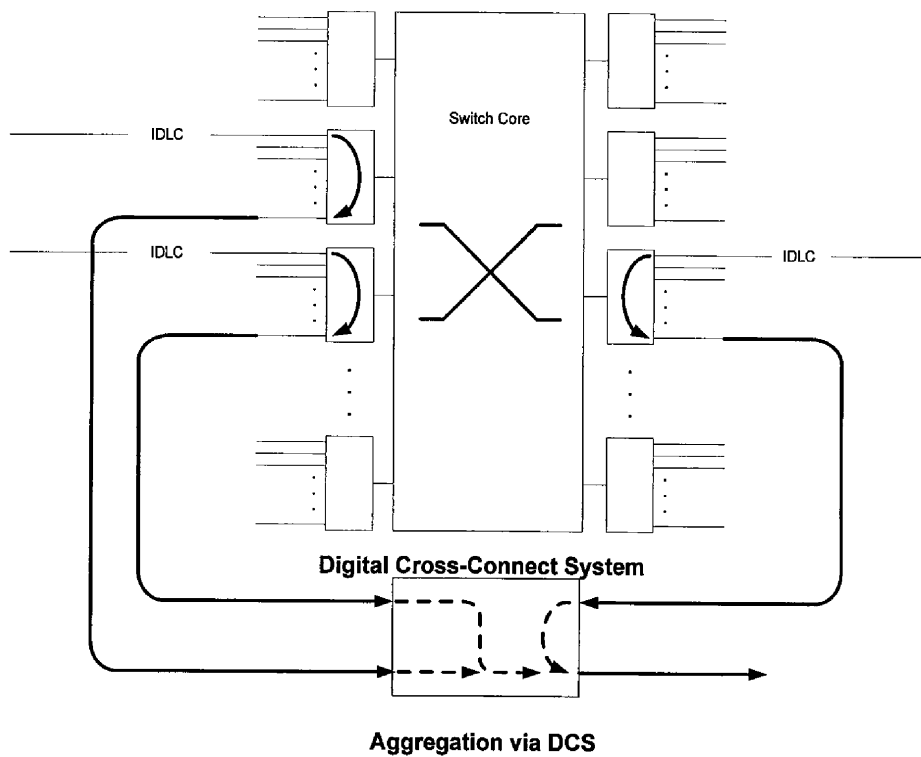 Switch Core
IDLC
IDLC
IDLC
Digital Cross-Connect System
Aggregation via DCS